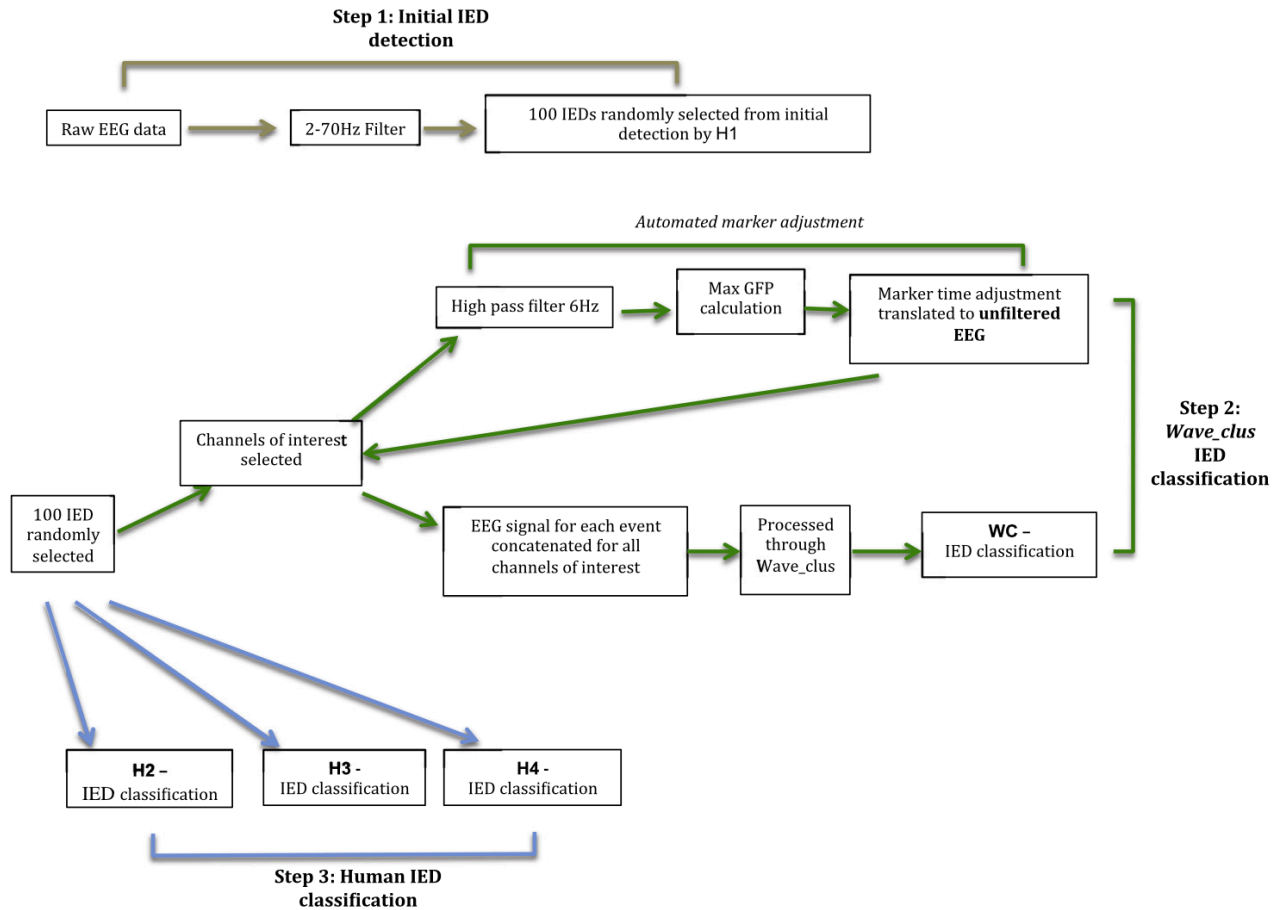 Step 1: Initial IED
detection
Raw EEG data
2-70Hz Filter
100 IEDs randomly selected from initial
detection by H1
Automated marker adjustment
High pass filter 6Hz
Max GFP
calculation
Marker time adjustment
translated to unfiltered
EEG
Channels of interest
selected
Step 2:
Wave_clus
IED
classification
100 IED
randomly
selected
EEG signal for each event
concatenated for all
channels of interest
Processed
through
Wave_clus
WC –
IED classification
H2 –
IED classification
H3 -
IED classification
H4 -
IED classification
Step 3: Human IED
classification